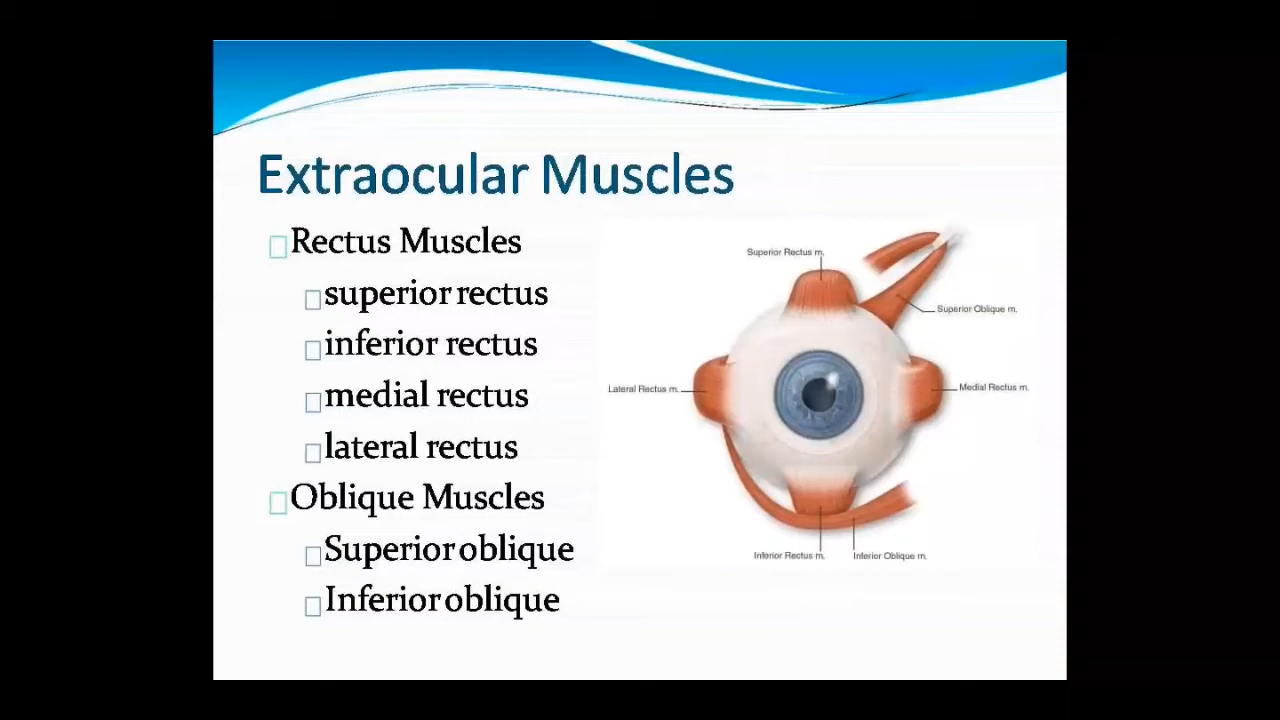 Extraocular Muscles
Rectus Muscles
superior rectus
inferior rectus
medial rectus
lateral rectus
Oblique Muscles
Superior oblique
Inferior oblique
Superior Rectus m.
Superior Oblique m.
Lateral Rectus m.
Medial Rectus m.
Inferior Rectus m.
Inferior Oblique m.